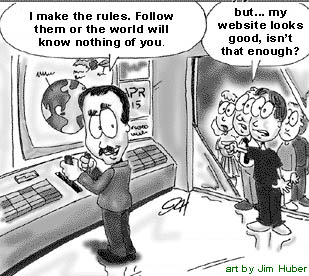 I make the rules. Follow
them or the world will
know nothing of you.
but... my
website looks
good, isn't
that enough?
APR
15
art by Jim Huber